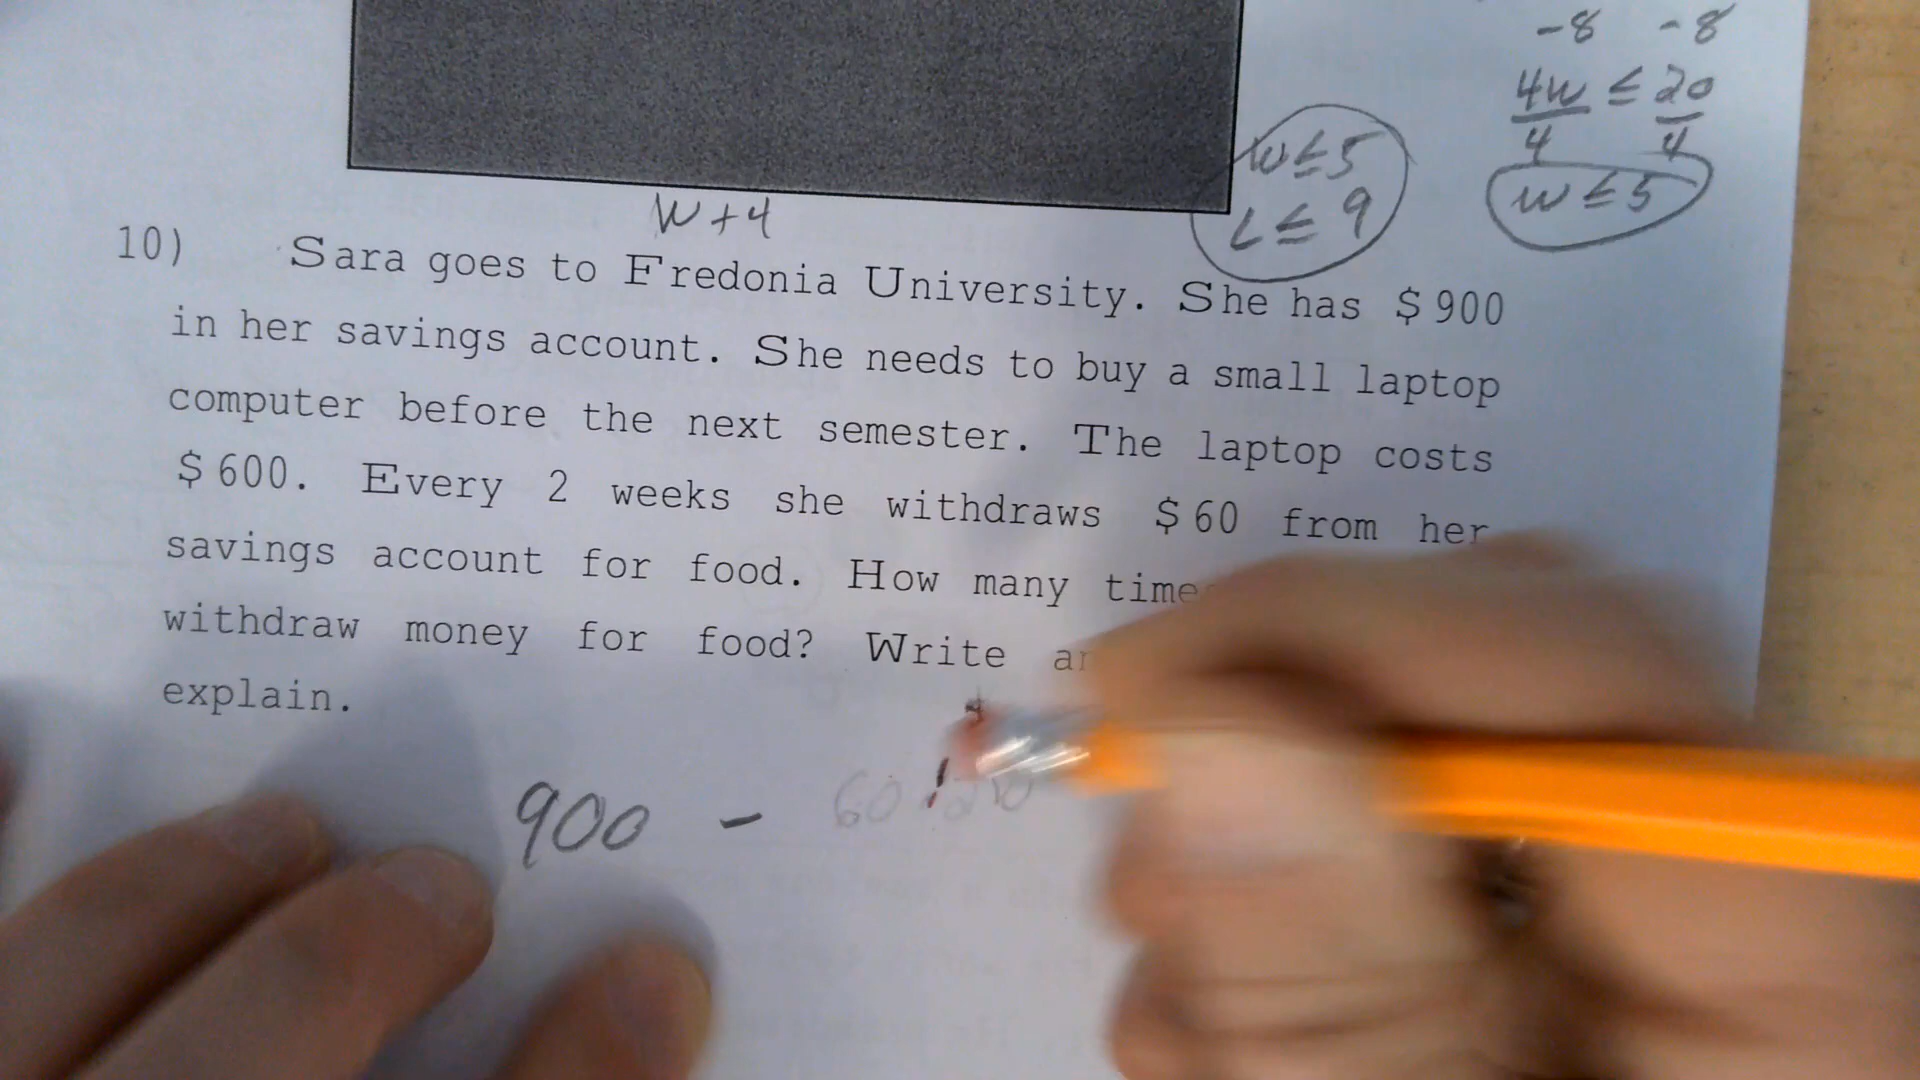 -8 -8
4w ≤ 20
4 4
w ≤ 5
w ≤ 5
L ≤ 9
W + 4
10) Sara goes to Fredonia University. She has $900
in her savings account. She needs to buy a small laptop
computer before the next semester. The laptop costs
$600. Every 2 weeks she withdraws $60 from her
savings account for food. How many
withdraw money for food? Write
explain.
900 - 60